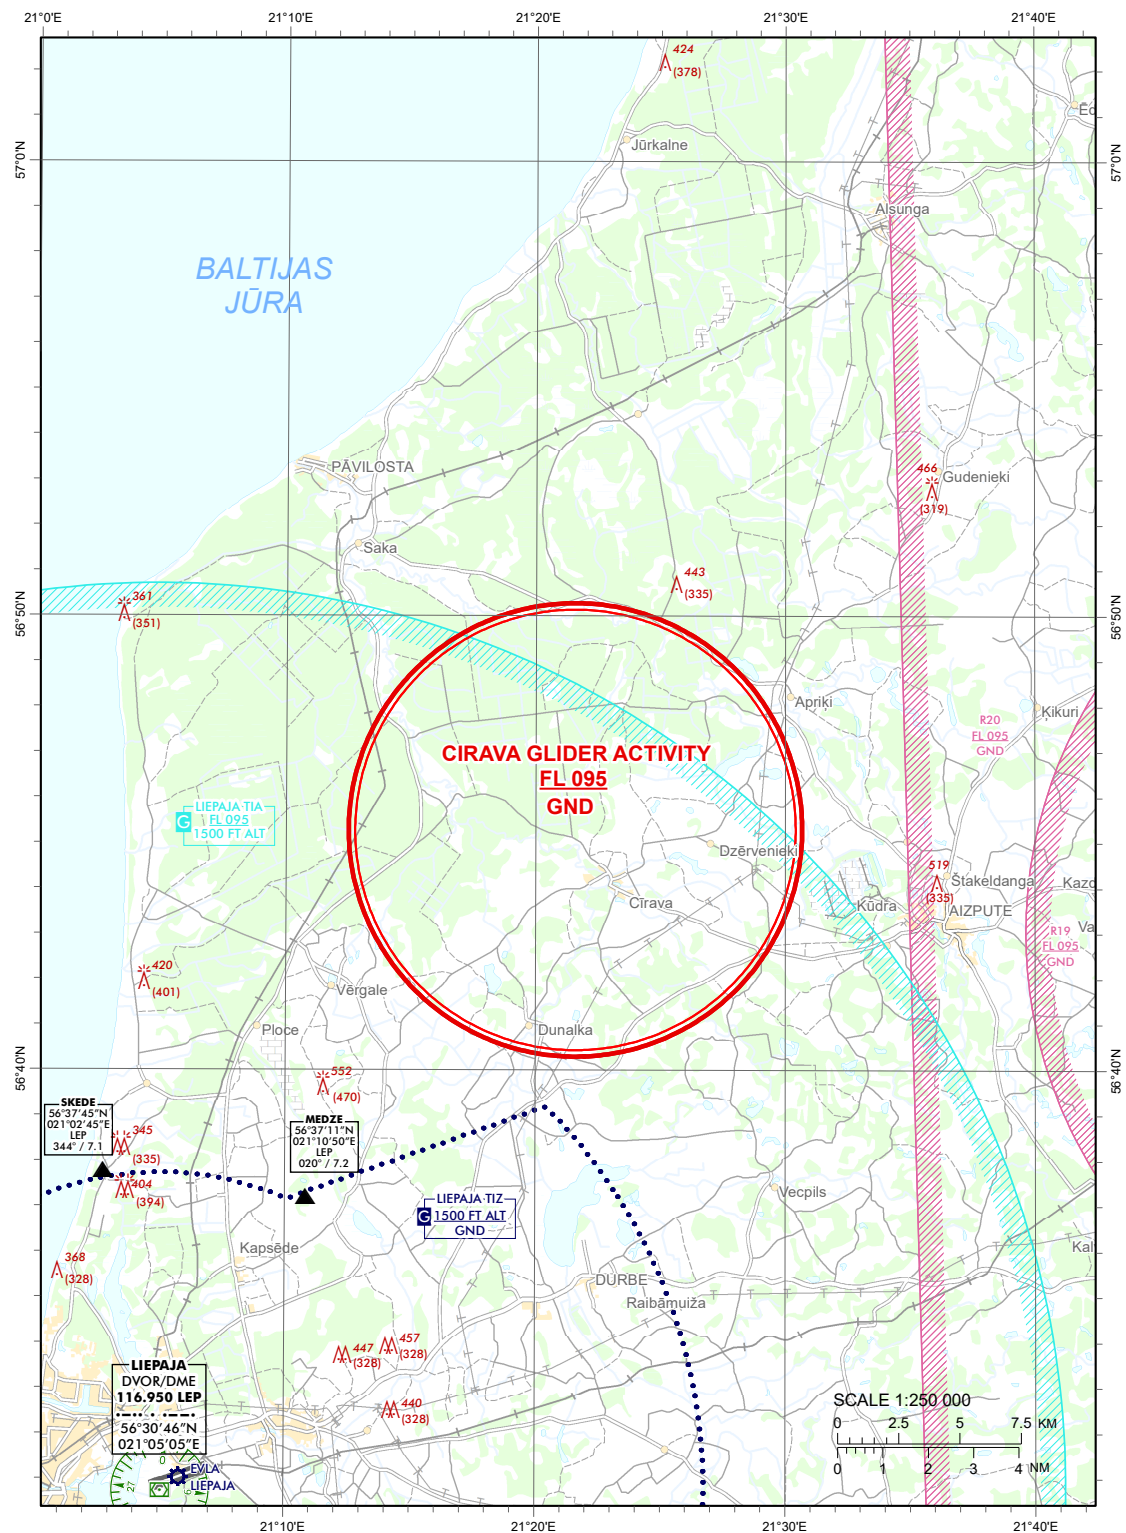 21°0'E
21°10'E
21°20'E
21°30'E
21°40'E
424
(378)
Jūrkalne
57°0'N
57°0'N
Alsunga
BALTIJAS
JŪRA
PĀVILOSTA
466
(319)
Gudenieki
Saka
361
(351)
443
(335)
56°50'N
56°50'N
Apriķi
Ķikuri
R20
FL 095
GND
CIRAVA GLIDER ACTIVITY
FL 095
GND
LIEPAJA TIA
G
FL 095
1500 FT ALT
Dzērvenieki
519
(335)
Štakeldanga
Kazd
Cīrava
Kūdra
AIZPUTE
Va
R19
FL 095
GND
420
(401)
Vērgale
Ploce
Dunalka
56°40'N
56°40'N
552
(470)
SKEDE
56°37'45"N
021°02'45"E
LEP
344° / 7.1
345
(335)
MEDZE
56°37'11"N
021°10'50"E
LEP
020° / 7.2
404
(394)
LIEPAJA TIZ
G
1500 FT ALT
GND
Vecpils
Kapsēde
Kal
368
(328)
DURBE
Raibāmuiža
447
(328)
457
(328)
440
(328)
LIEPAJA
DVOR/DME
116.950 LEP
56°30'46"N
021°05'05"E
0
27
9
EVLA
LIEPAJA
SCALE 1:250 000
0 2.5 5 7.5 KM
0 1 2 3 4 NM
21°10'E
21°20'E
21°30'E
21°40'E